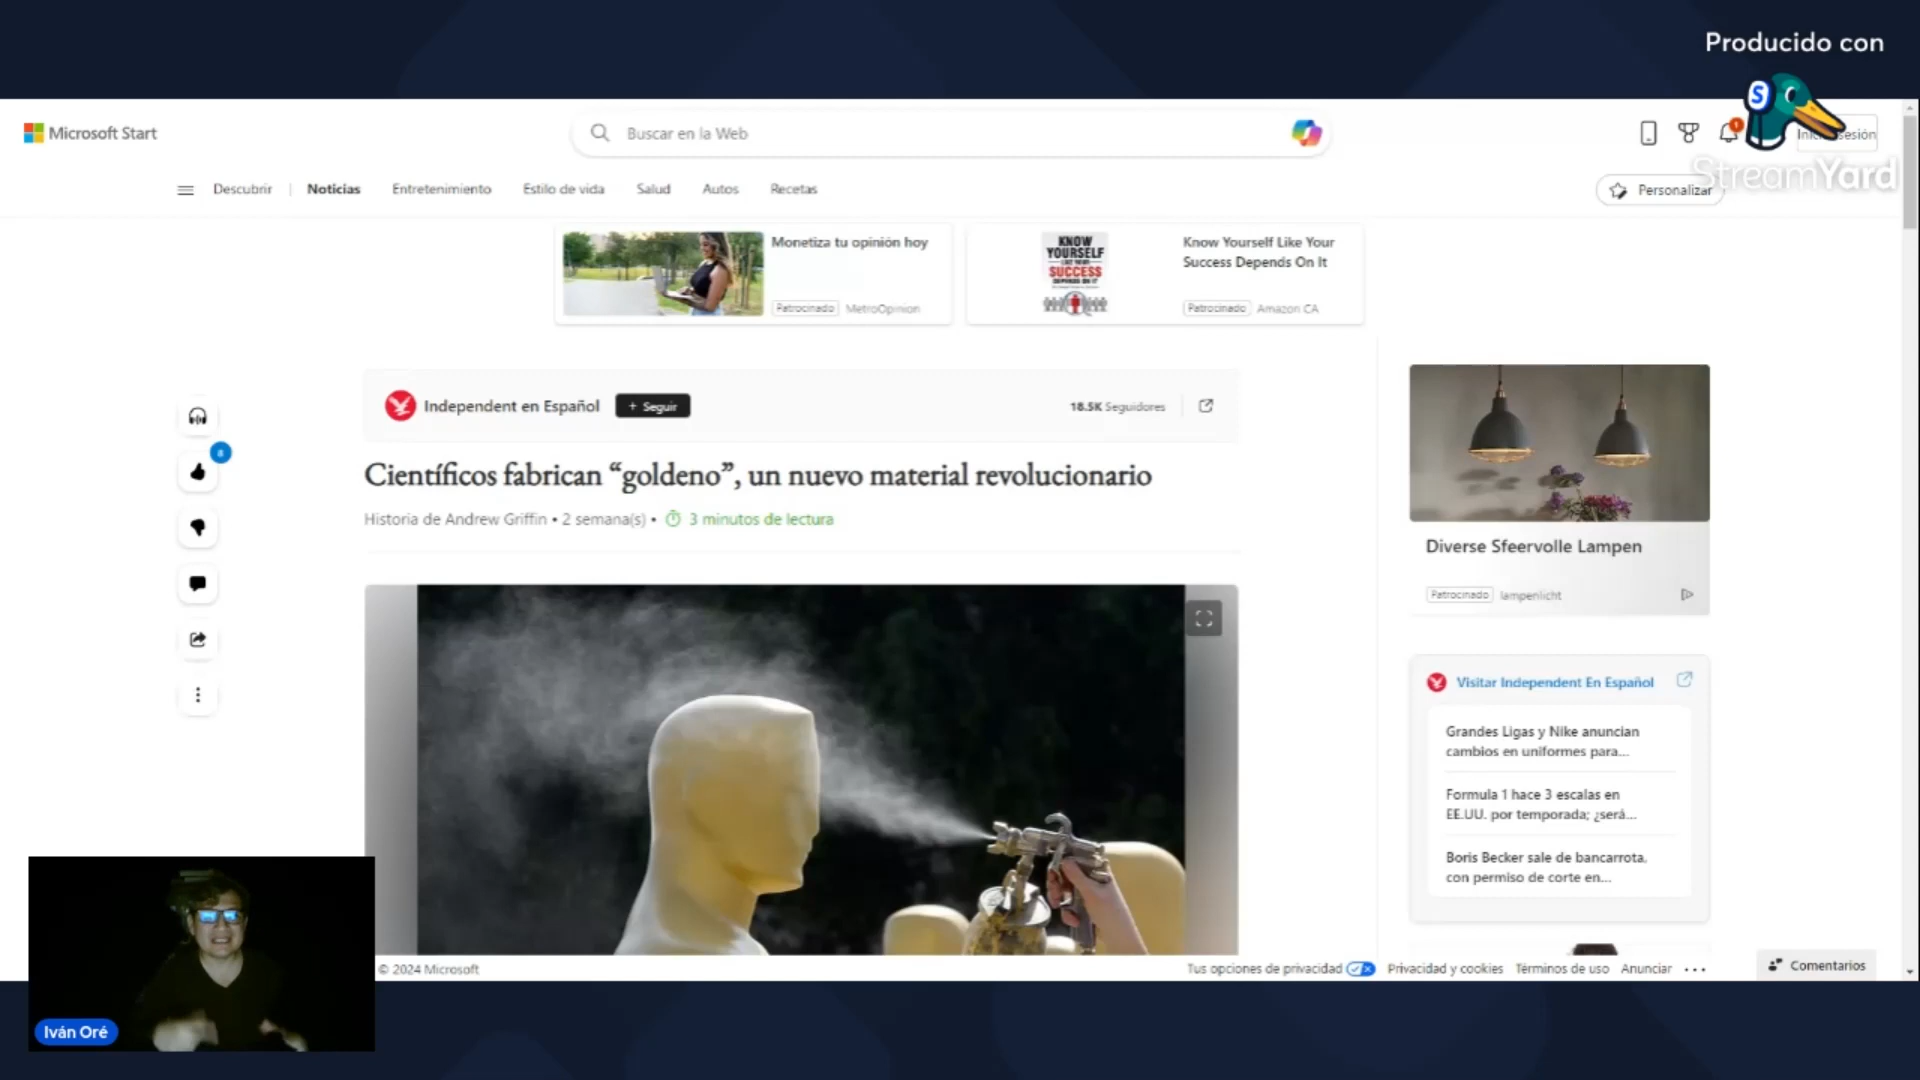 Producido con
StreamYard
Microsoft Start
Buscar en la Web
Descubrir
Noticias
Entretenimiento
Estilo de vida
Salud
Autos
Recetas
Personalizar
Monetiza tu opinión hoy
Patrocinado MetroOpinion
KNOW
YOURSELF
SUCCESS
Know Yourself Like Your
Success Depends On It
Patrocinado Amazon CA
Independent en Español
+ Seguir
18.5K Seguidores
8
Científicos fabrican “goldeno”, un nuevo material revolucionario
Historia de Andrew Griffin • 2 semana(s) • 3 minutos de lectura
Diverse Sfeervolle Lampen
Patrocinado lampenlicht
Visitar Independent En Español
Grandes Ligas y Nike anuncian
cambios en uniformes para...
Formula 1 hace 3 escalas en
EE.UU. por temporada; ¿será...
Boris Becker sale de bancarrota,
con permiso de corte en...
© 2024 Microsoft
Tus opciones de privacidad
Privacidad y cookies
Términos de uso
Anunciar
Comentarios
Iván Oré